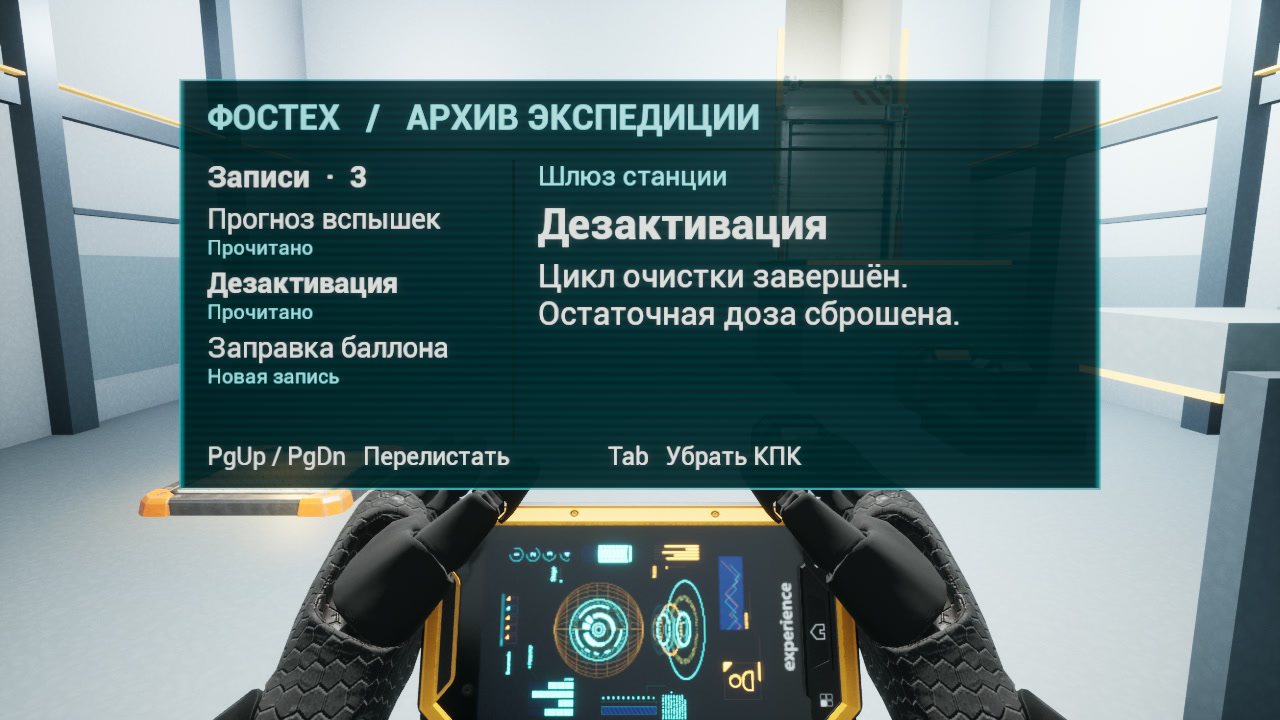 ФОСТЕХ / АРХИВ ЭКСПЕДИЦИИ
Записи · 3
Прогноз вспышек
Прочитано
Дезактивация
Прочитано
Заправка баллона
Новая запись
Шлюз станции
Дезактивация
Цикл очистки завершён.
Остаточная доза сброшена.
PgUp / PgDn Перелистать
Tab Убрать КПК
experience